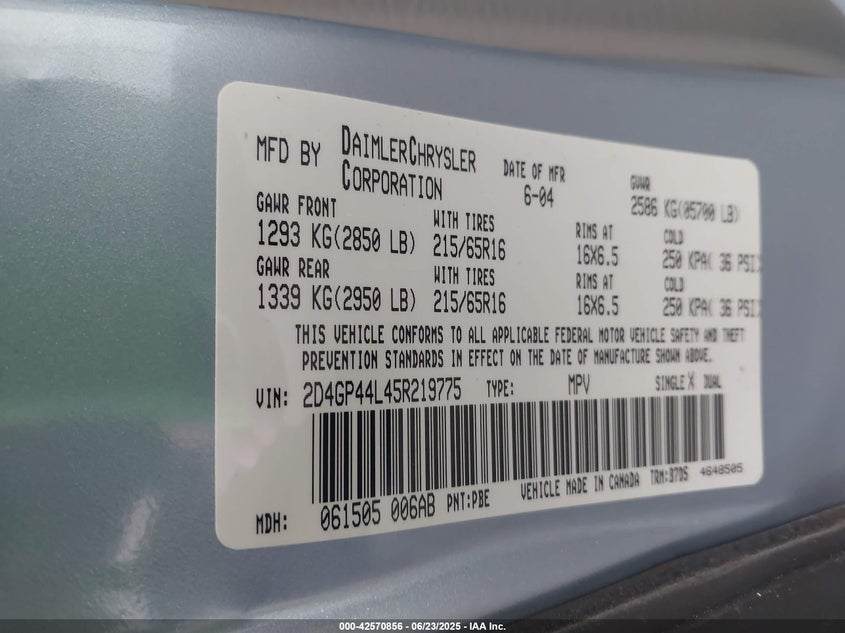 MFD BY DAIMLERCHRYSLER CORPORATION
DATE OF MFR 6-04
GVWR 2586 KG(05700 LB)
GAWR FRONT WITH TIRES RIMS AT COLD
1293 KG(2850 LB) 215/65R16 16X6.5 250 KPA( 36 PSI)
GAWR REAR WITH TIRES RIMS AT COLD
1339 KG(2950 LB) 215/65R16 16X6.5 250 KPA( 36 PSI)
THIS VEHICLE CONFORMS TO ALL APPLICABLE FEDERAL MOTOR VEHICLE SAFETY AND THEFT
PREVENTION STANDARDS IN EFFECT ON THE DATE OF MANUFACTURE SHOWN ABOVE.
VIN: 2D4GP44L45R219775 TYPE: MPV SINGLE X DUAL
MDH: 061505 006AB PNT:PBE VEHICLE MADE IN CANADA TRM:B7D5 4648505
000-42570856 - 06/23/2025 - IAA Inc.